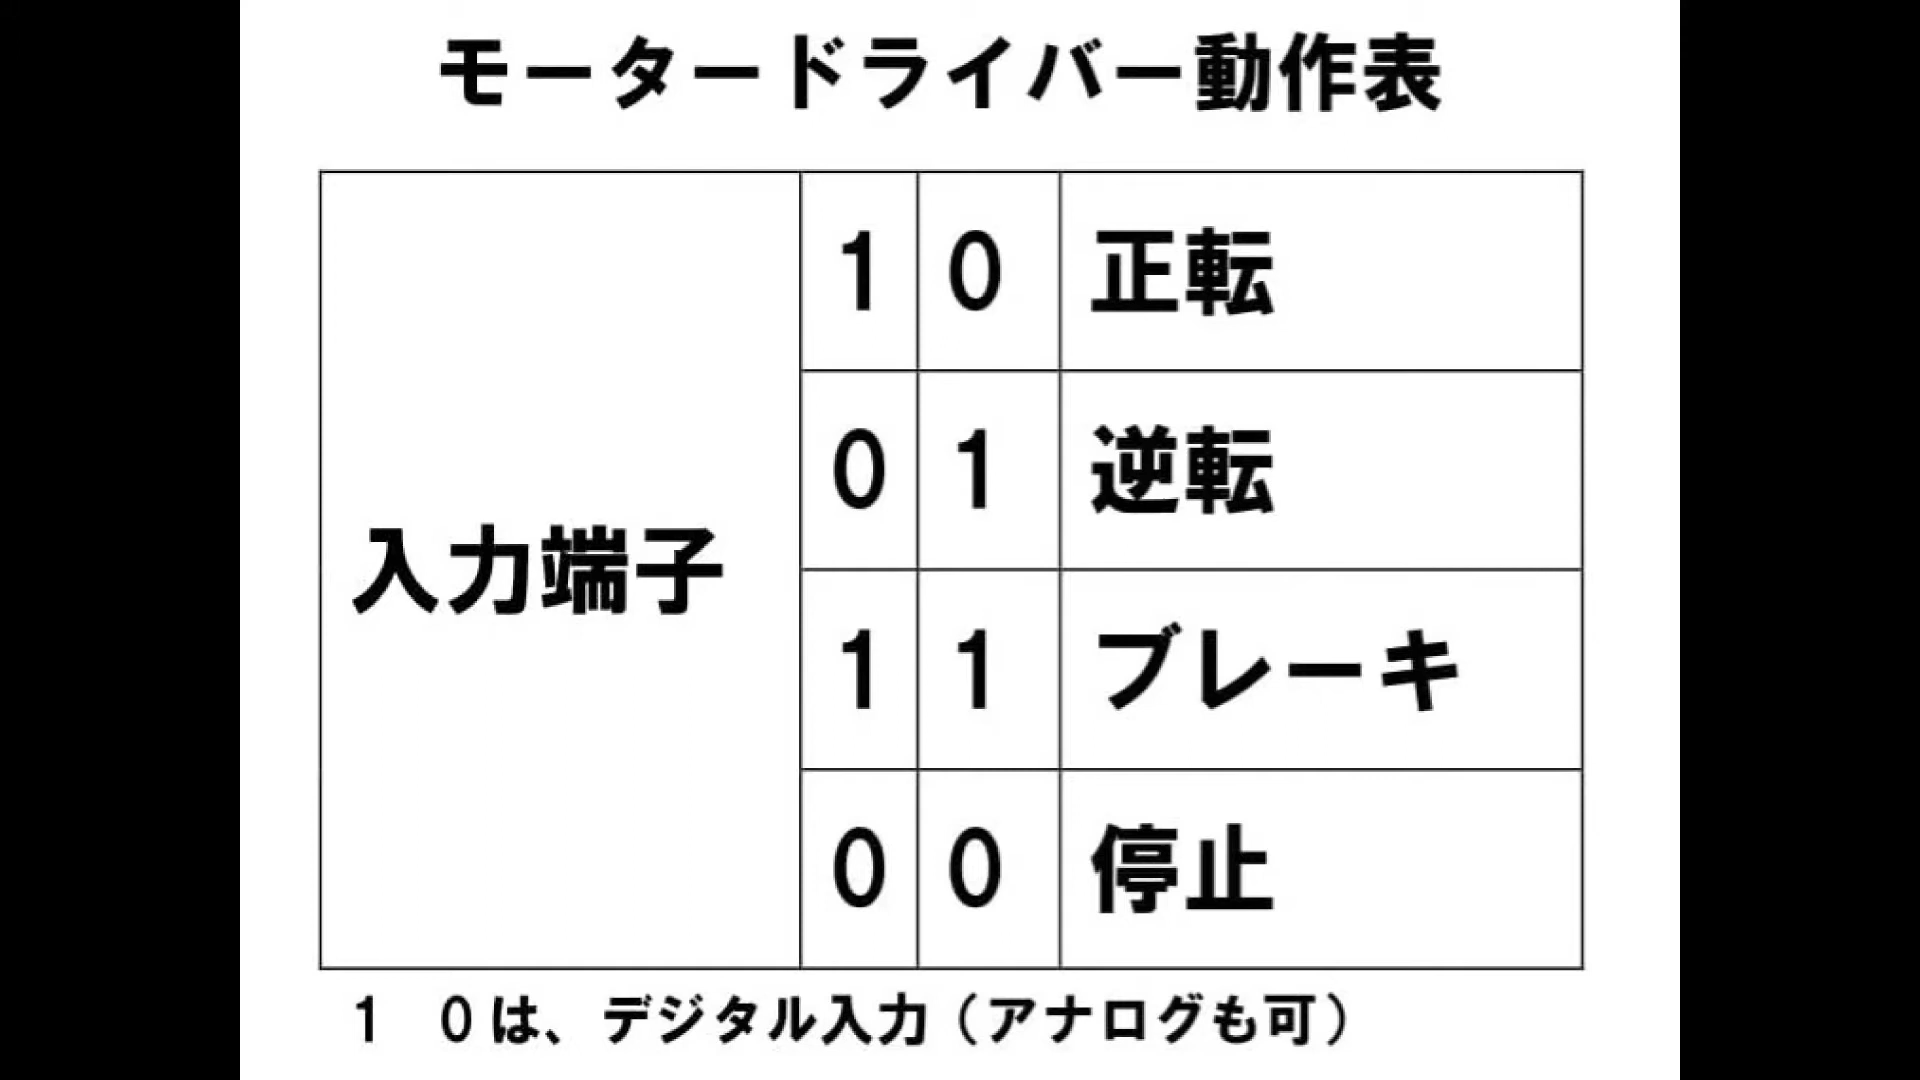 モータードライバー動作表
入力端子
1 0 正転
0 1 逆転
1 1 ブレーキ
0 0 停止
1　0は、デジタル入力（アナログも可）